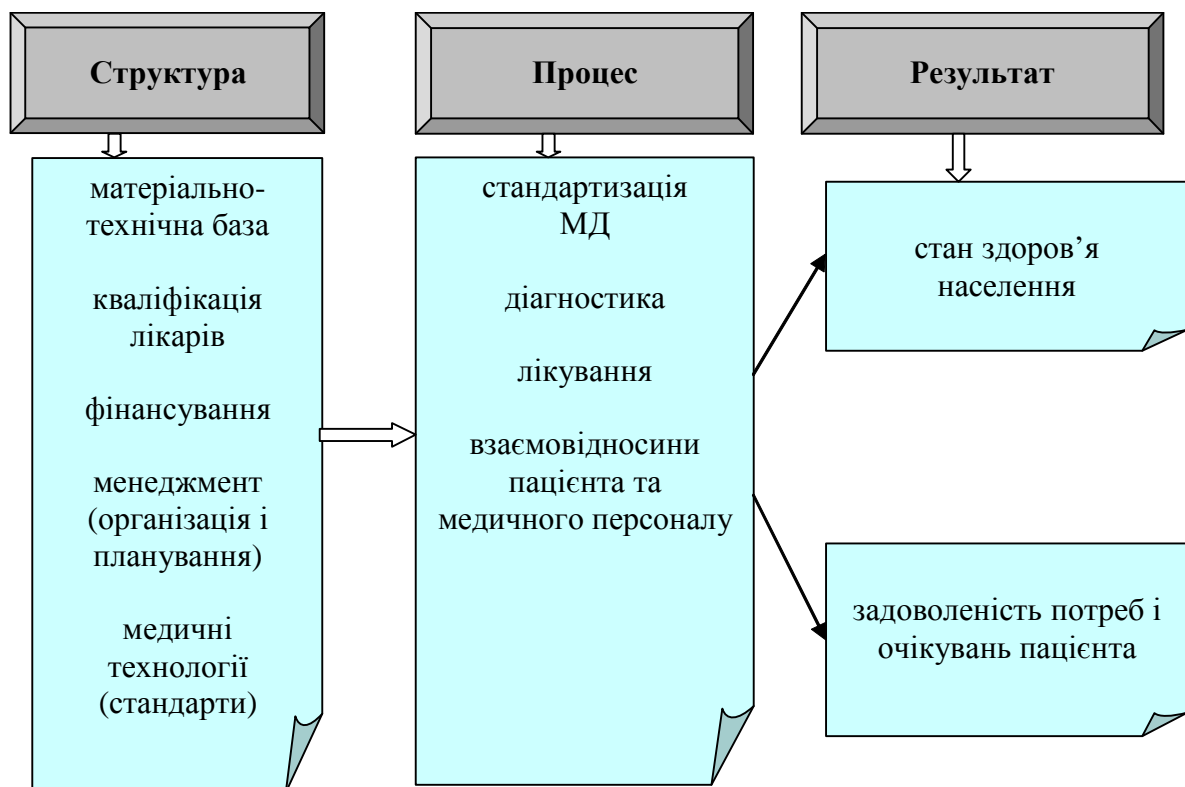 Структура
матеріально-
технічна база
кваліфікація
лікарів
фінансування
менеджмент
(організація і
планування)
медичні
технології
(стандарти)
Процес
стандартизація
МД
діагностика
лікування
взаємовідносини
пацієнта та
медичного персоналу
Результат
стан здоров’я
населення
задоволеність потреб і
очікувань пацієнта